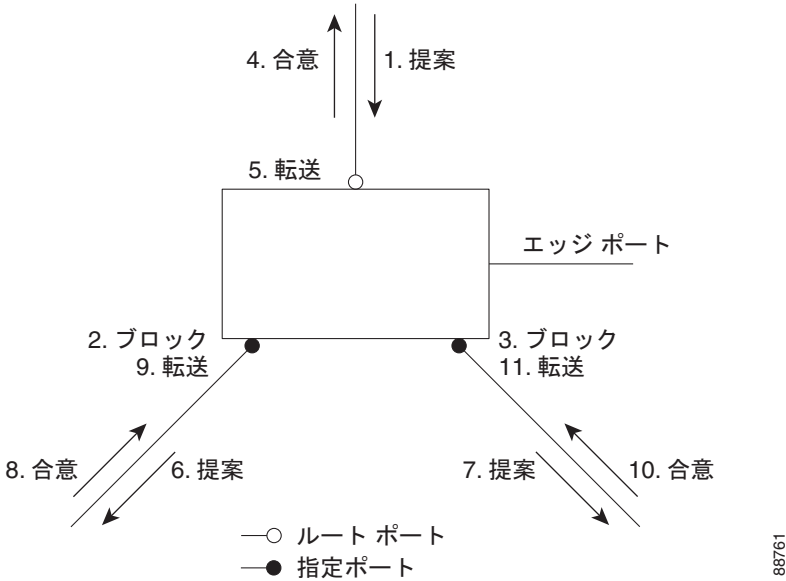 4. 合意
1. 提案
5. 転送
エッジ ポート
2. ブロック
9. 転送
3. ブロック
11. 転送
8. 合意
6. 提案
7. 提案
10. 合意
ルート ポート
指定ポート
88761